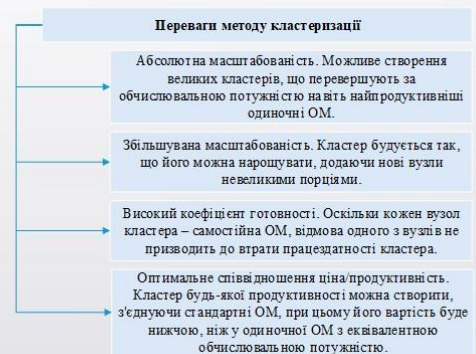 Переваги методу кластеризації
Абсолютна масштабованість. Можливе створення
великих кластерів, що перевершують за
обчислювальною потужністю навіть найпродуктивніші
одиночні ОМ.
Збільшувана масштабованість. Кластер будується так,
що його можна нарощувати, додаючи нові вузли
невеликими порціями.
Високий коефіцієнт готовності. Оскільки кожен вузол
кластера – самостійна ОМ, відмова одного з вузлів не
призводить до втрати працездатності кластера.
Оптимальне співвідношення ціна/продуктивність.
Кластер будь-якої продуктивності можна створити,
з'єднуючи стандартні ОМ, при цьому його вартість буде
нижчою, ніж у одиночної ОМ з еквівалентною
обчислювальною потужністю.